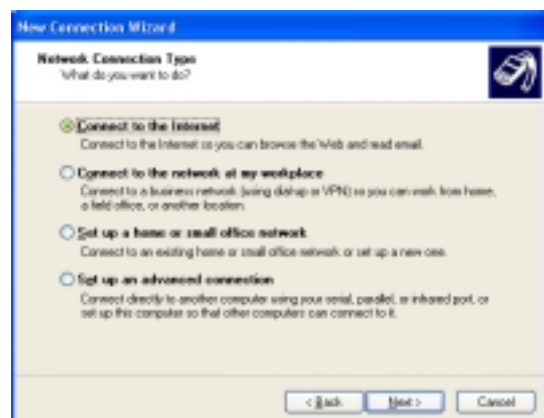 New Connection Wizard
Network Connection Type
What do you want to do?
Connect to the Internet
Connect to the Internet so you can browse the Web and read email.
Connect to the network at my workplace
Connect to a business network (using dial-up or VPN) so you can work from home,
a field office, or another location.
Set up a home or small office network
Connect to an existing home or small office network or set up a new one.
Set up an advanced connection
Connect directly to another computer using your serial, parallel, or infrared port, or
set up this computer so that other computers can connect to it.
< Back
Next >
Cancel